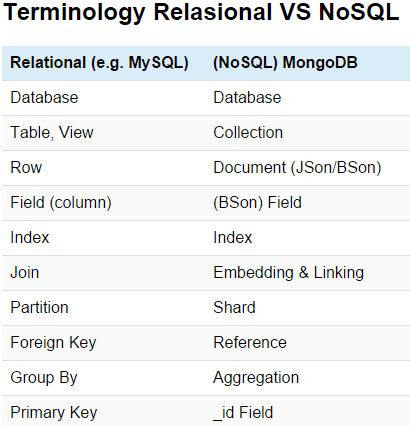 Terminology Relasional VS NoSQL
Relational (e.g. MySQL) (NoSQL) MongoDB
Database Database
Table, View Collection
Row Document (JSon/BSon)
Field (column) (BSon) Field
Index Index
Join Embedding & Linking
Partition Shard
Foreign Key Reference
Group By Aggregation
Primary Key _id Field